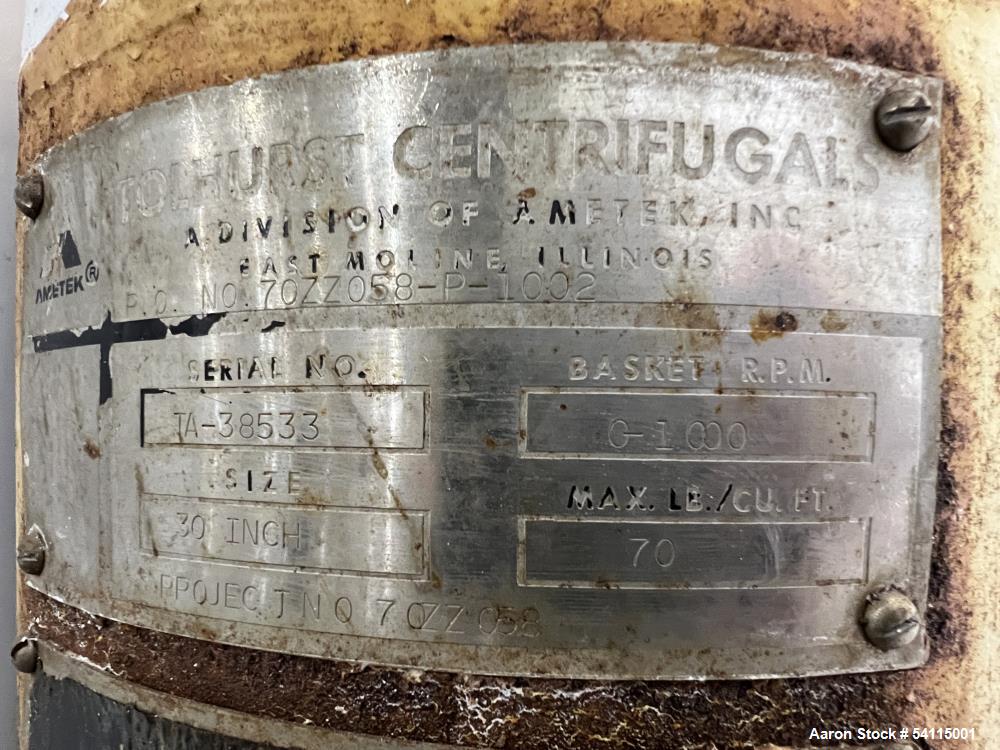 TOLHURST CENTRIFUGALS
A DIVISION OF AMETEK, INC
EAST MOLINE, ILLINOIS
AMETEK®
P.O. NO. 70ZZ058-P-1002
SERIAL NO.
BASKET R.P.M.
TA-38533
0-1000
SIZE
MAX. LB./CU. FT.
30 INCH
70
PROJECT NO 70ZZ058
Aaron Stock # 54115001